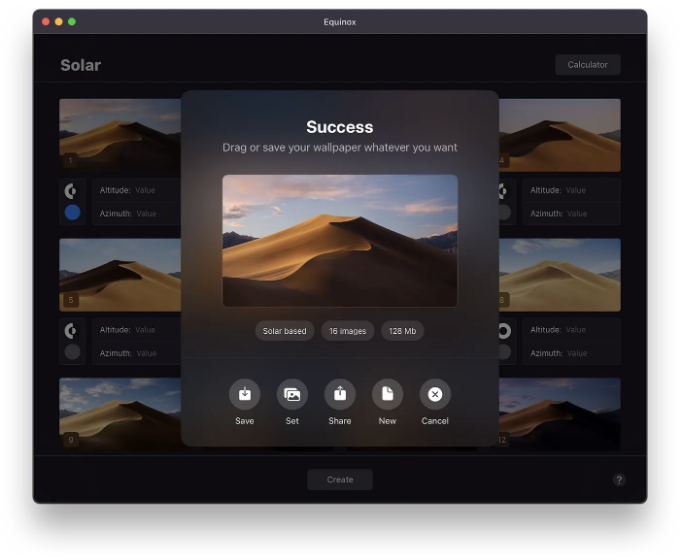 Equinox
Solar
Calculator
Success
Drag or save your wallpaper whatever you want
1
4
Altitude: Value
Azimuth: Value
Altitude: Value
Azimuth: Value
5
8
Solar based
16 images
128 Mb
Altitude: Value
Azimuth: Value
Altitude: Value
Azimuth: Value
Save
Set
Share
New
Cancel
9
12
Create
?